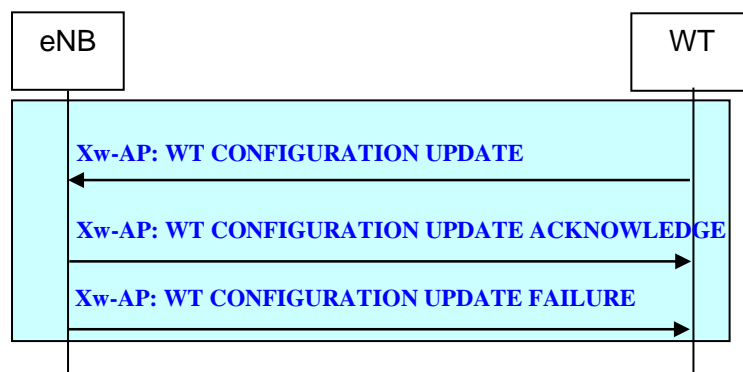 eNB
WT
Xw-AP: WT CONFIGURATION UPDATE
Xw-AP: WT CONFIGURATION UPDATE ACKNOWLEDGE
Xw-AP: WT CONFIGURATION UPDATE FAILURE